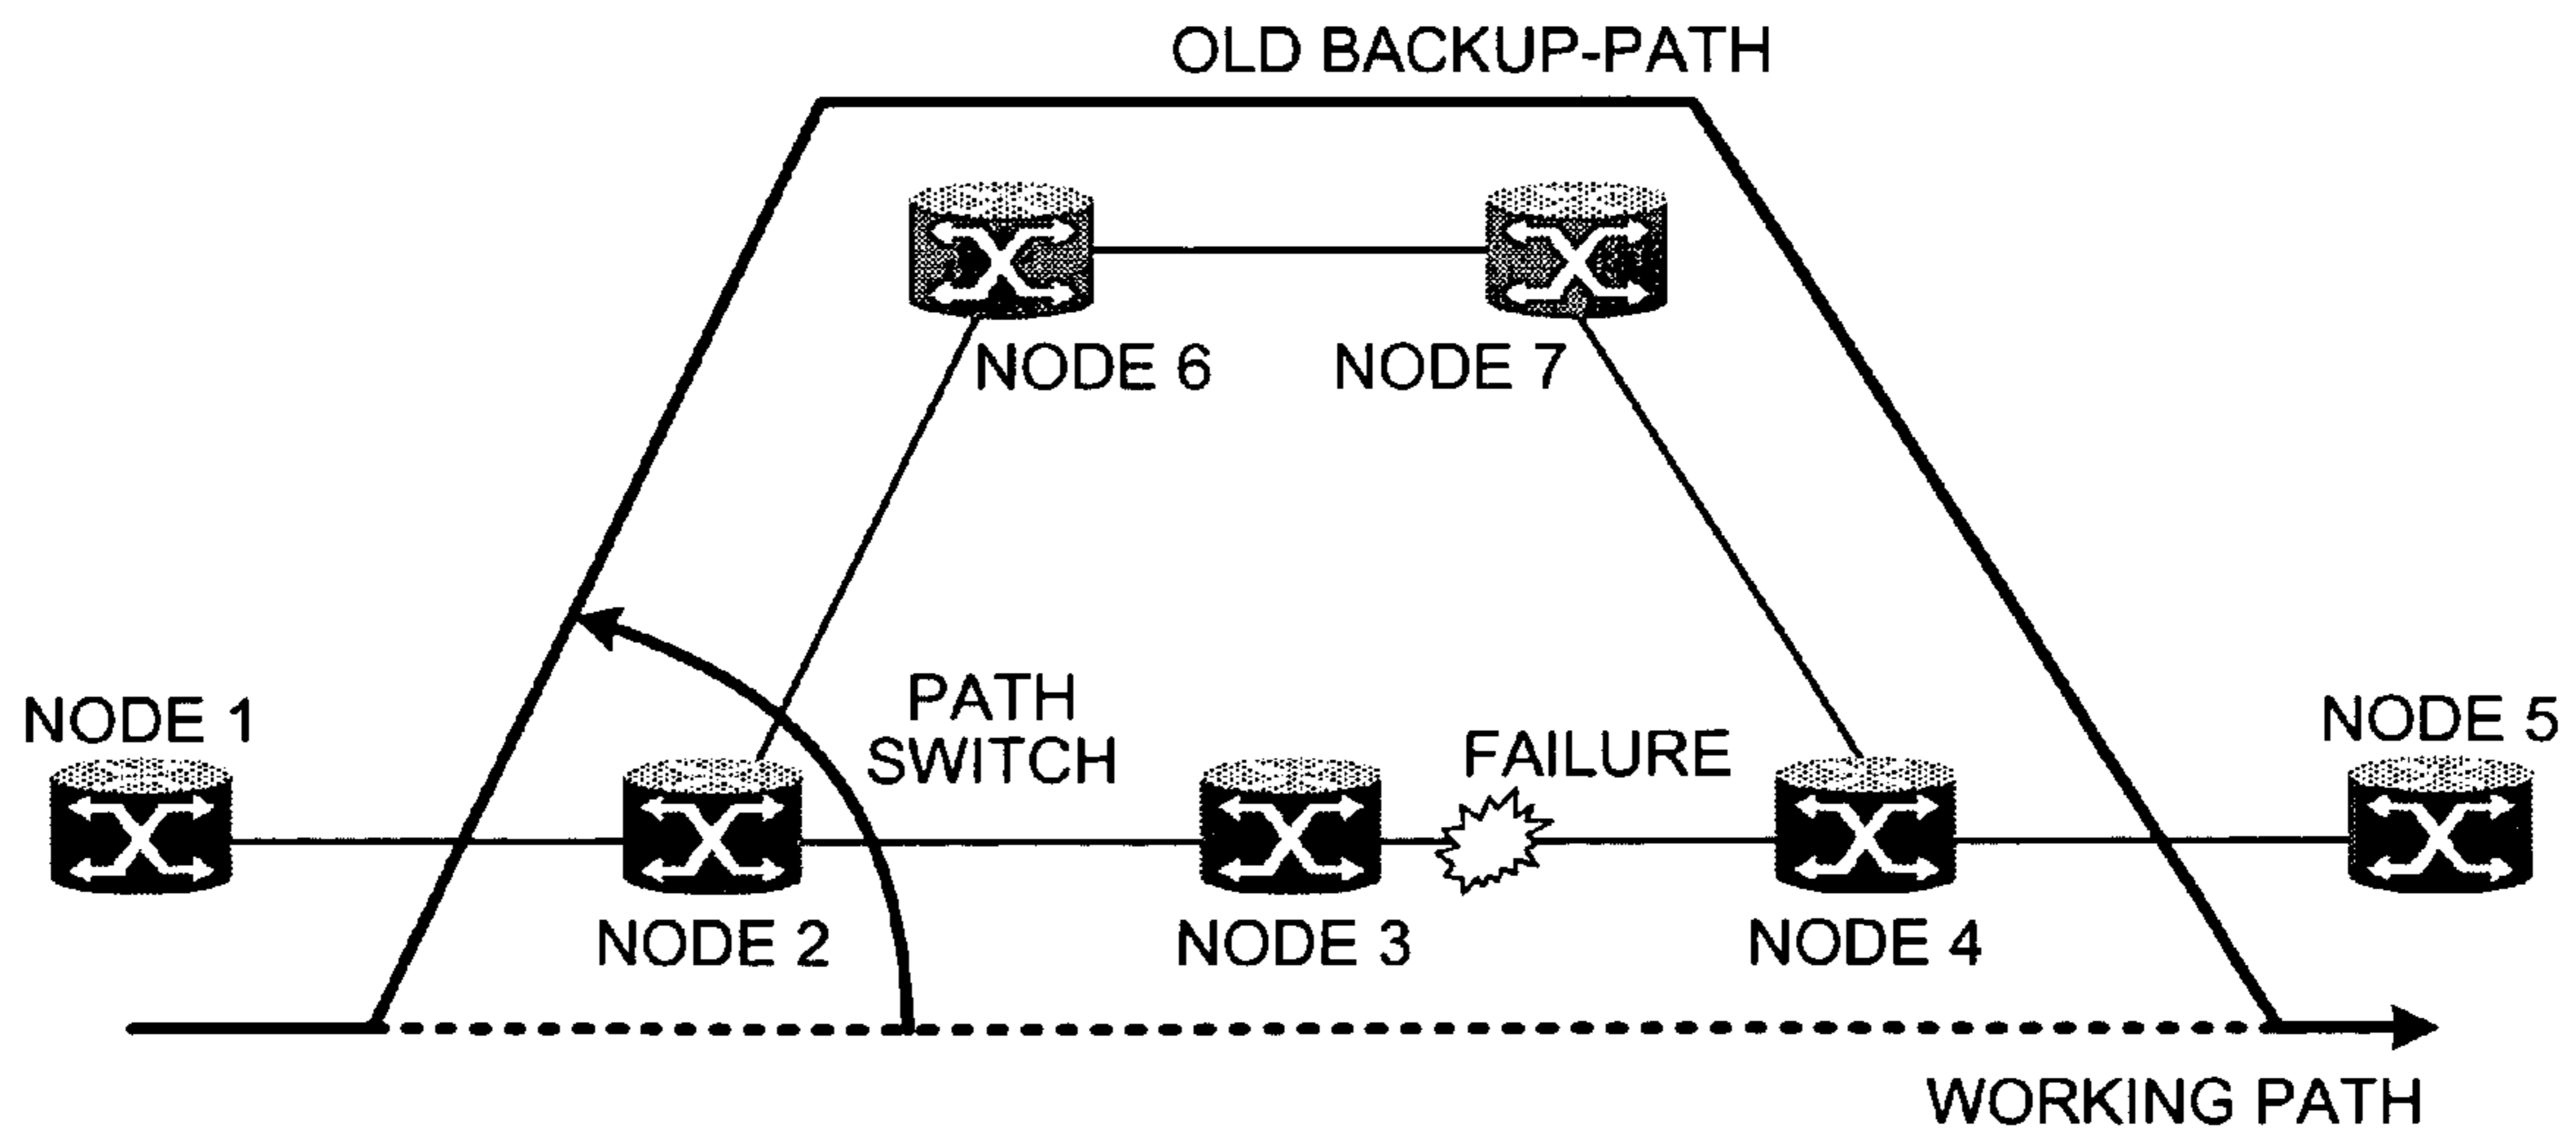 OLD BACKUP-PATH
NODE 6
NODE 7
PATH
SWITCH
FAILURE
NODE 1
NODE 5
NODE 2
NODE 3
NODE 4
WORKING PATH